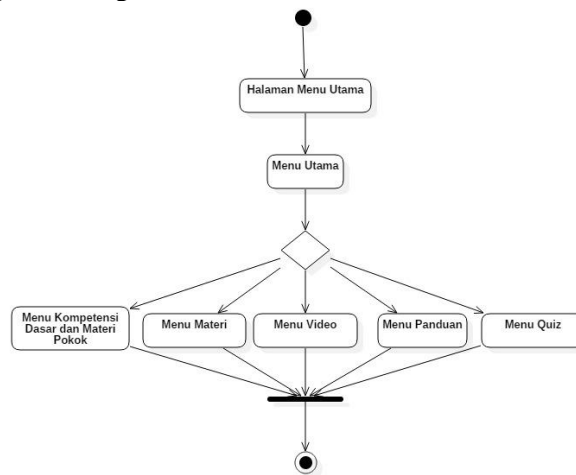 Halaman Menu Utama
Menu Utama
Menu Kompetensi
Dasar dan Materi
Pokok
Menu Materi
Menu Video
Menu Panduan
Menu Quiz